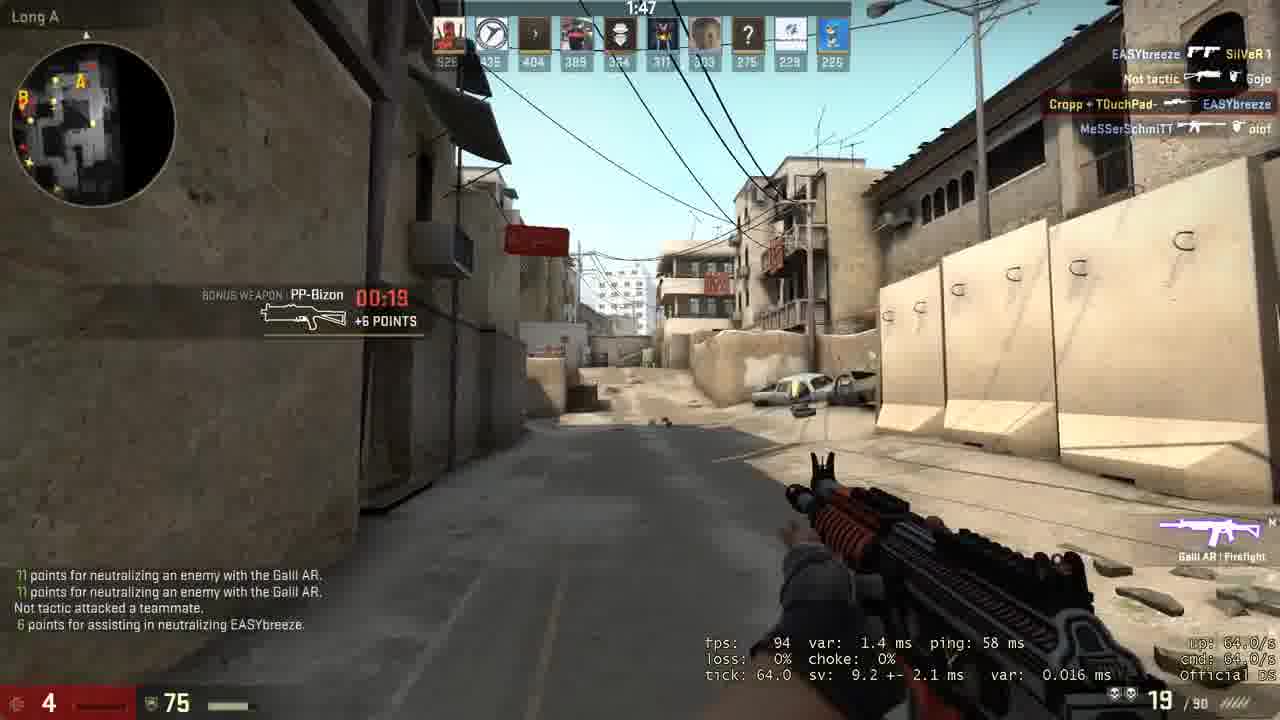 Long A
1:47
525 435 404 389 334 317 303 275 229 225
A
B
EASYbreeze SilVeR 1
Not tactic Gojo
Cropp + T0uchPad- EASYbreeze
MeSSerSchmiTT olof
BONUS WEAPON: PP-Bizon 00:19
+6 POINTS
Galil AR | Firefight
11 points for neutralizing an enemy with the Galil AR.
11 points for neutralizing an enemy with the Galil AR.
Not tactic attacked a teammate.
6 points for assisting in neutralizing EASYbreeze.
fps: 94 var: 1.4 ms ping: 58 ms up: 64.0/s
loss: 0% choke: 0% cmd: 64.0/s
tick: 64.0 sv: 9.2 +- 2.1 ms var: 0.016 ms Official DS
4 75 19 / 90